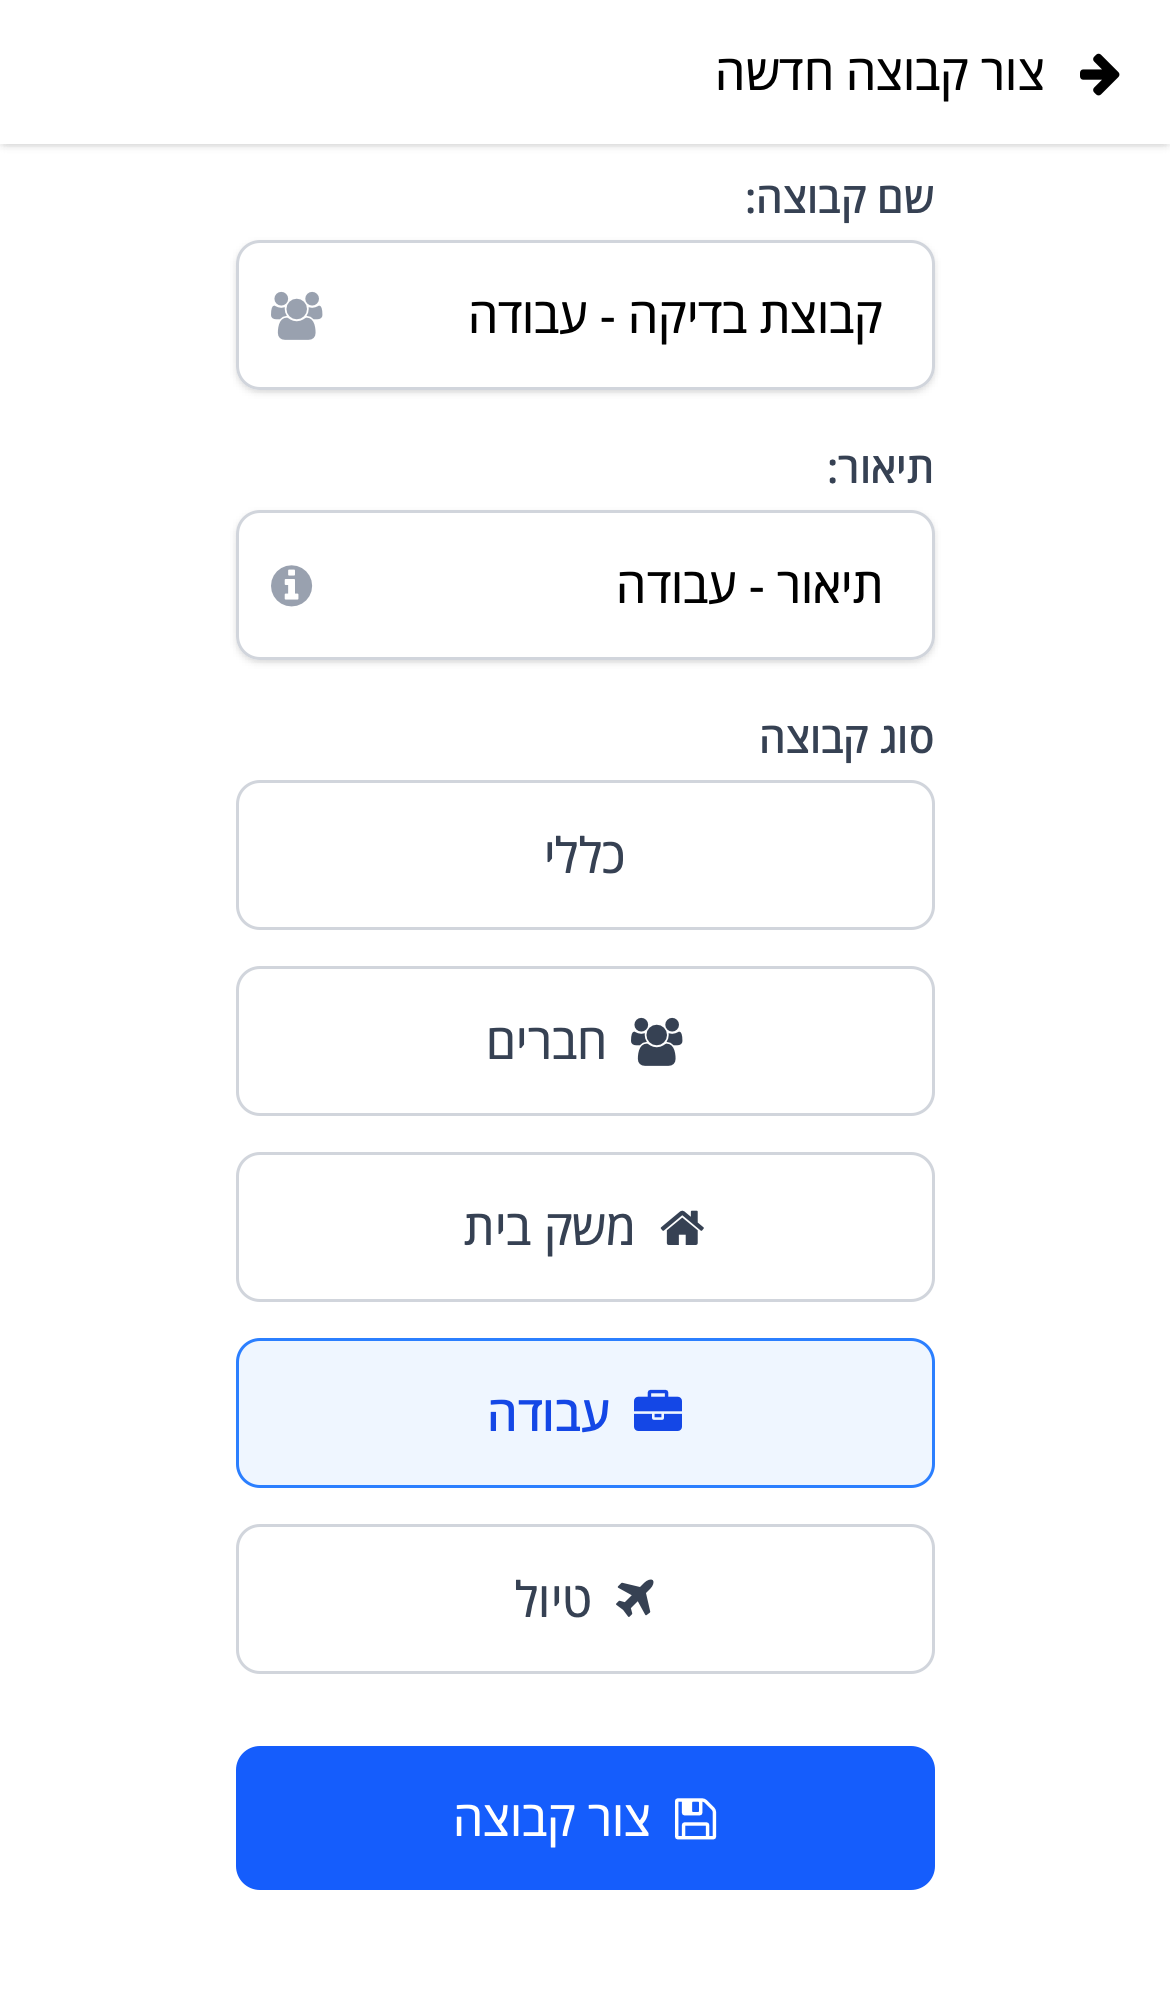 צור קבוצה חדשה
שם קבוצה:
קבוצת בדיקה - עבודה
תיאור:
תיאור - עבודה
סוג קבוצה
כללי
חברים
משק בית
עבודה
טיול
צור קבוצה